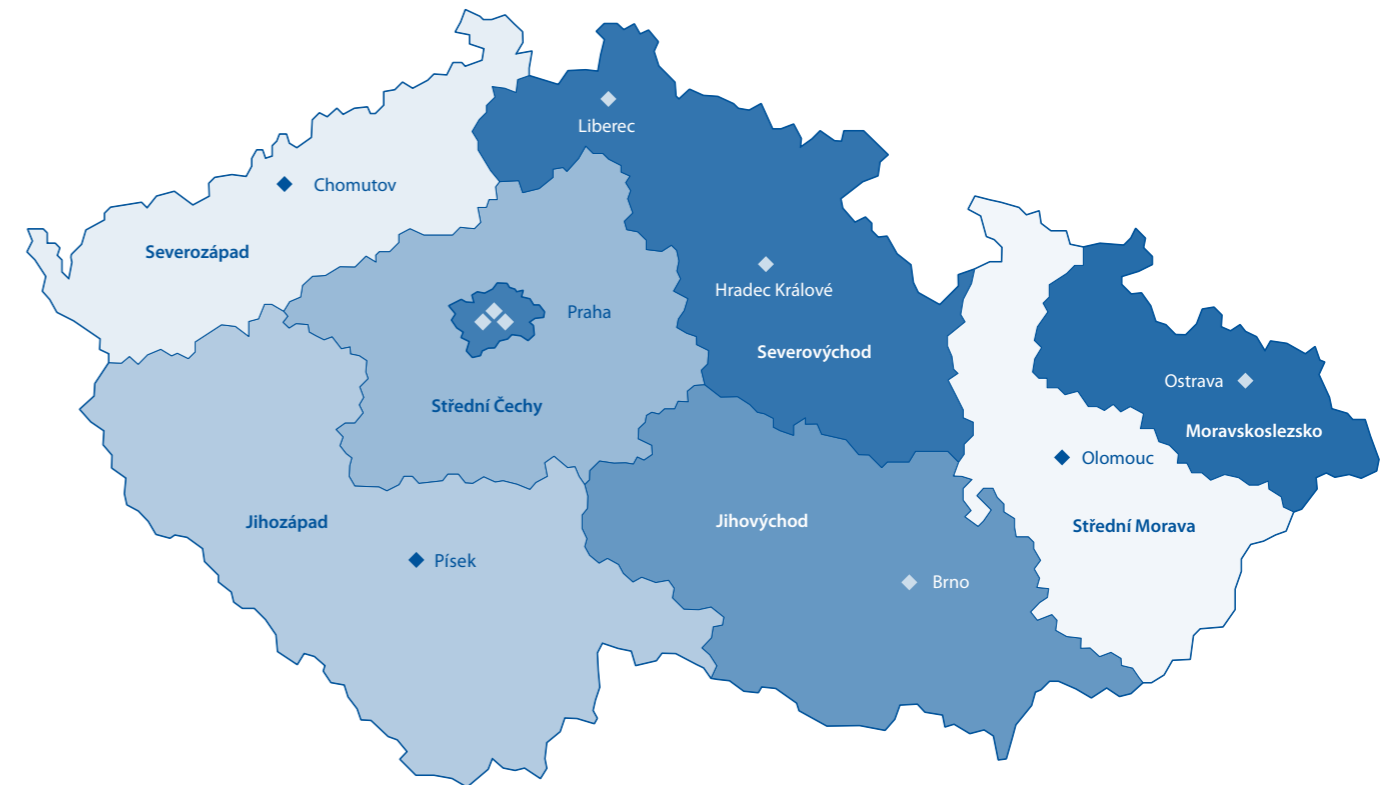 Liberec
Chomutov
Severozápad
Hradec Králové
Praha
Severovýchod
Ostrava
Střední Čechy
Moravskoslezsko
Olomouc
Jihozápad
Jihovýchod
Střední Morava
Písek
Brno